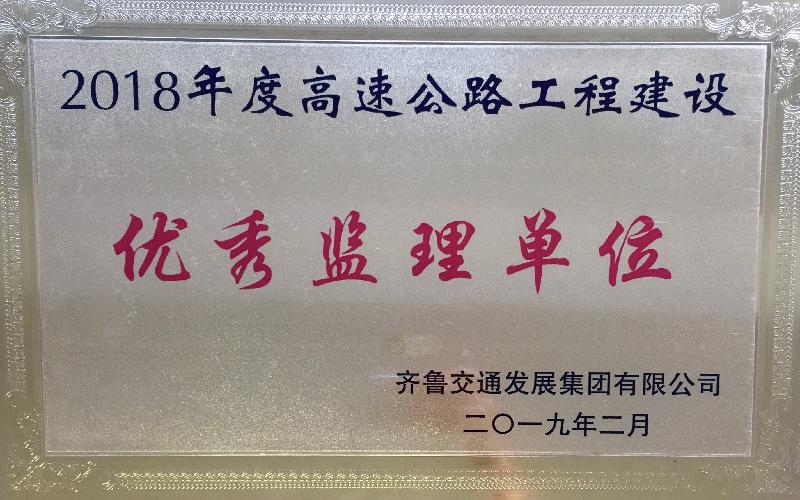 2018年度高速公路工程建设
优秀监理单位
齐鲁交通发展集团有限公司
二〇一九年二月